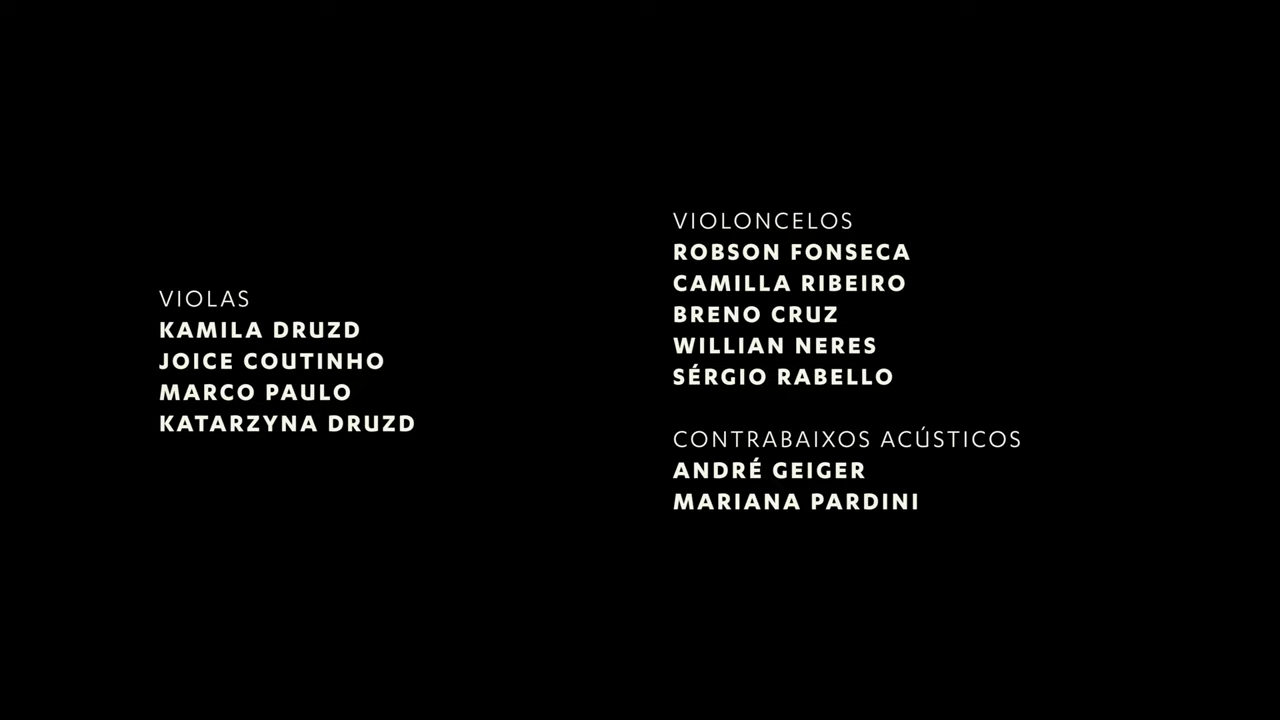 VIOLAS
KAMILA DRUZD
JOICE COUTINHO
MARCO PAULO
KATARZYNA DRUZD
VIOLONCELOS
ROBSON FONSECA
CAMILLA RIBEIRO
BRENO CRUZ
WILLIAN NERES
SÉRGIO RABELLO
CONTRABAIXOS ACÚSTICOS
ANDRÉ GEIGER
MARIANA PARDINI